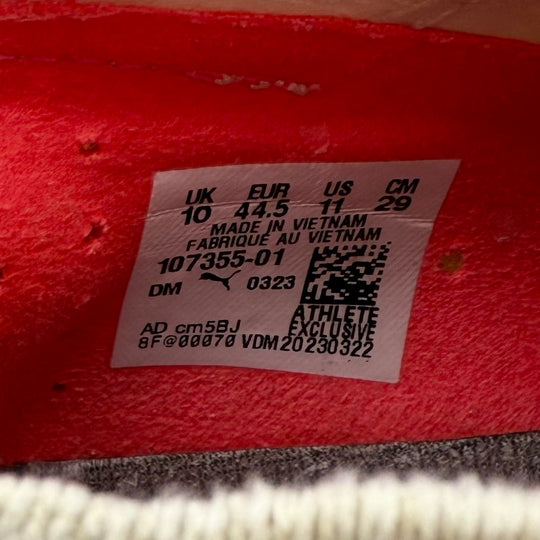 UK EUR US CM
10 44.5 11 29
MADE IN VIETNAM
FABRIQUÉ AU VIETNAM
107355-01
DM 0323
ATHLETE
EXCLUSIVE
AD cm5BJ
8F@00070 VDM20230322